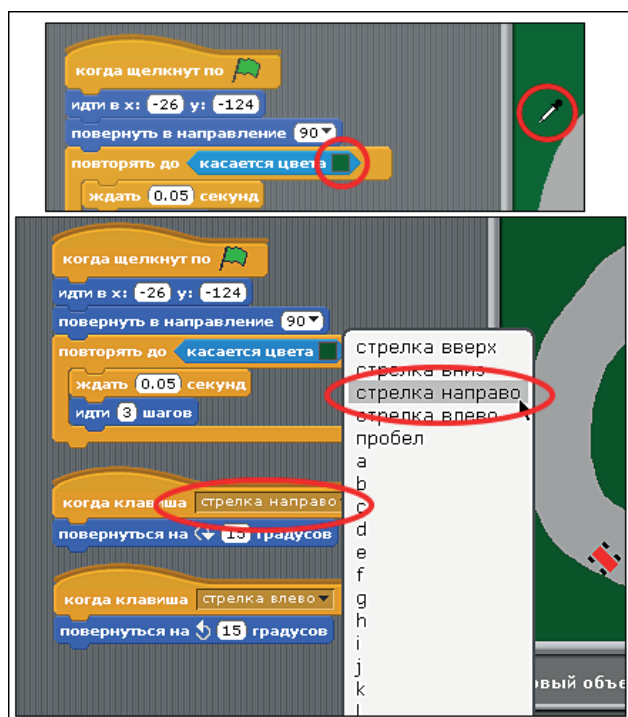 когда щелкнут по
идти в x: -26 y: -124
повернуть в направление 90
повторять до касается цвета
ждать 0.05 секунд
когда щелкнут по
идти в x: -26 y: -124
повернуть в направление 90
повторять до касается цвета
ждать 0.05 секунд
идти 3 шагов
когда клавиша стрелка направо
повернуться на 15 градусов
когда клавиша стрелка влево
повернуться на 15 градусов
стрелка вверх
стрелка вниз
стрелка направо
стрелка влево
пробел
a
b
c
d
e
f
g
h
i
j
k
l
овый объе